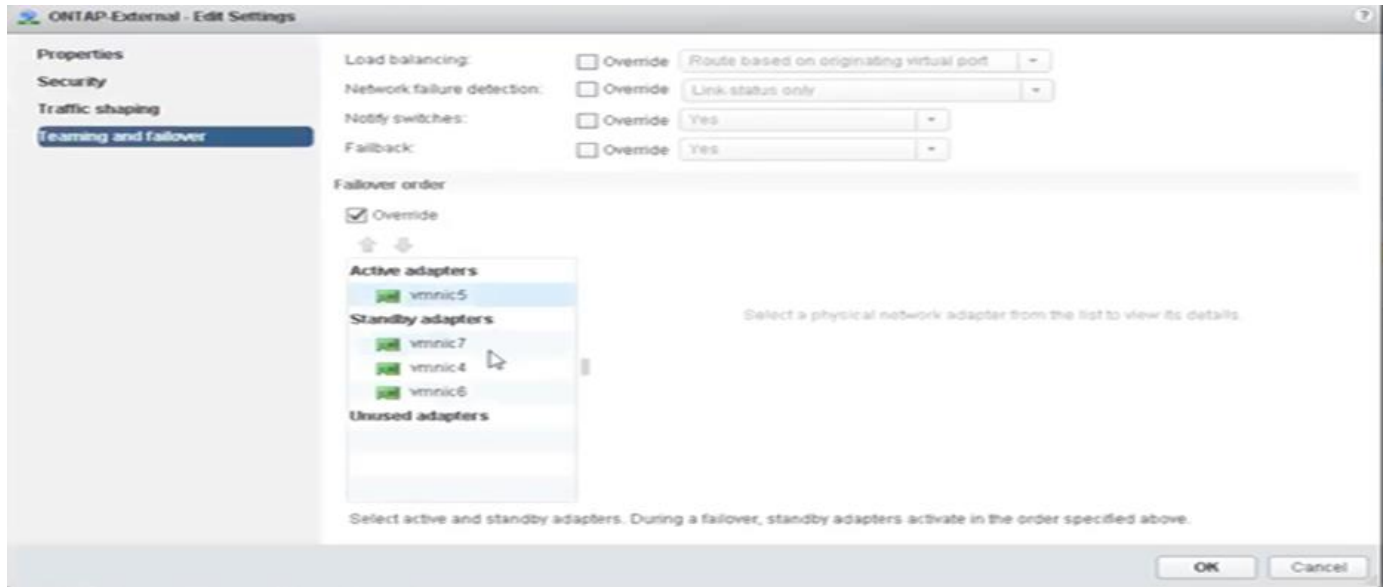 ONTAP-External - Edit Settings
?
Properties
Security
Traffic shaping
Teaming and failover
Load balancing: Override Route based on originating virtual port
Network failure detection: Override Link status only
Notify switches: Override Yes
Failback: Override Yes
Failover order
Override
Active adapters
vmnic5
Standby adapters
vmnic7
vmnic4
vmnic6
Unused adapters
Select a physical network adapter from the list to view its details.
Select active and standby adapters. During a failover, standby adapters activate in the order specified above.
OK Cancel